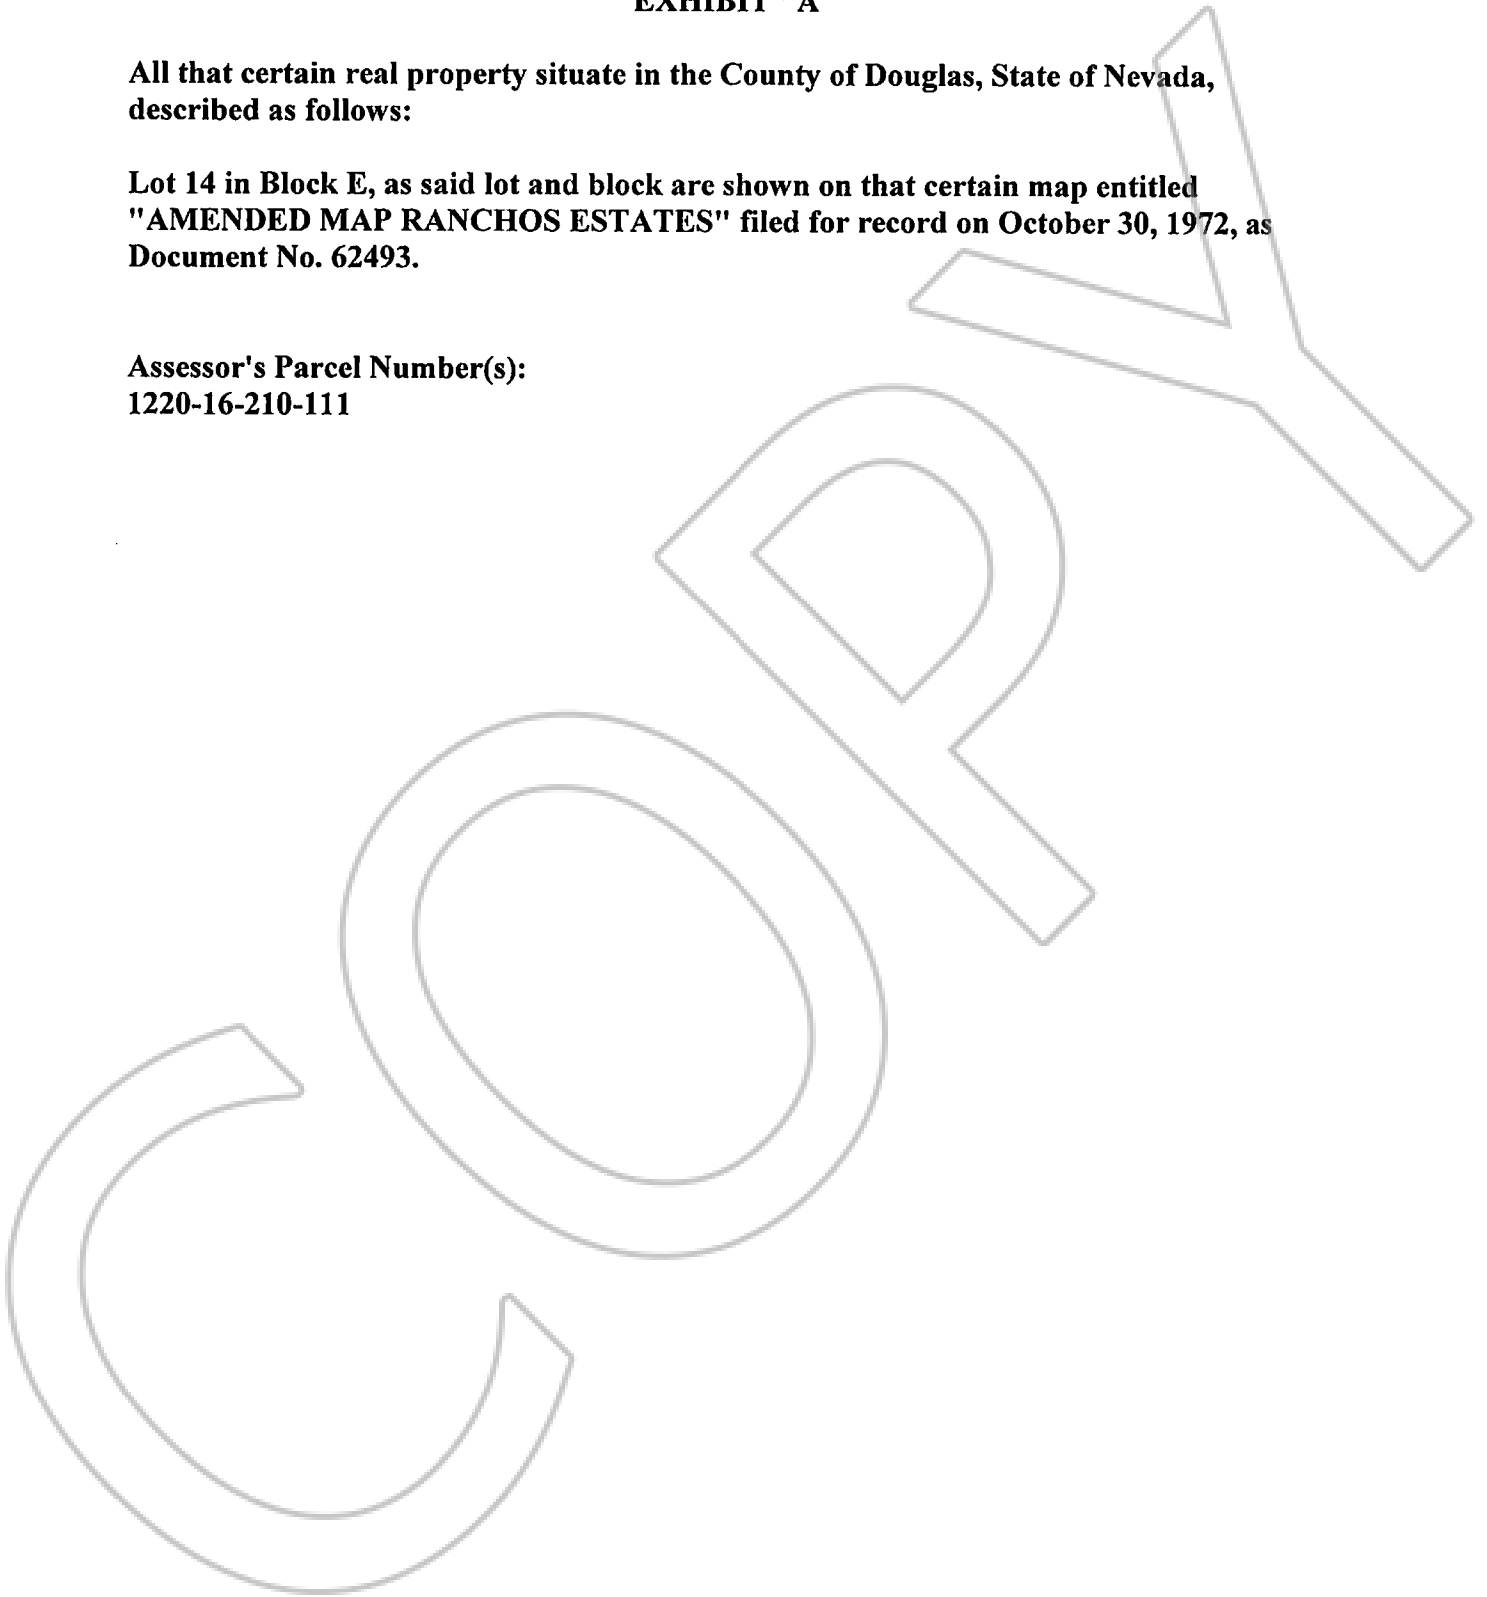 EXHIBIT "A
All that certain real property situate in the County of Douglas, State of Nevada,
described as follows:
Lot 14 in Block E, as said lot and block are shown on that certain map entitled
"AMENDED MAP RANCHOS ESTATES" filed for record on October 30, 1972, as
Document No. 62493.
Assessor's Parcel Number(s):
1220-16-210-111
COPY